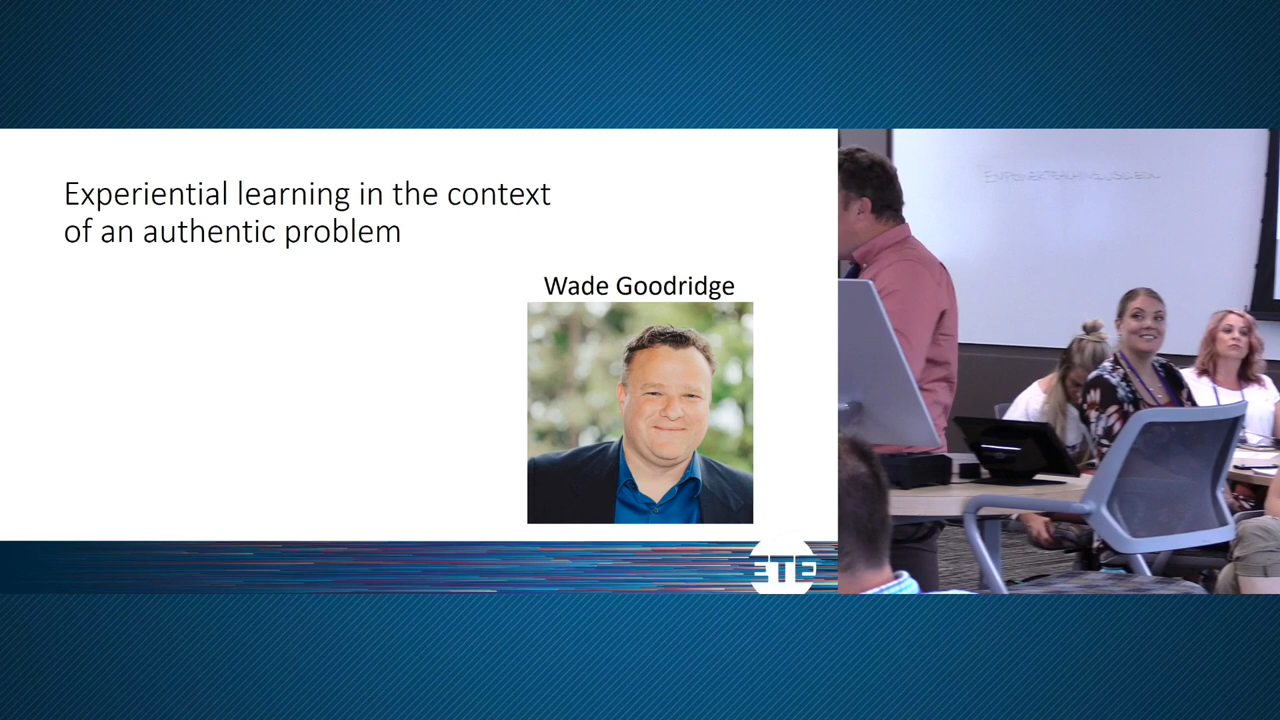 Experiential learning in the context
of an authentic problem
Wade Goodridge
ETE